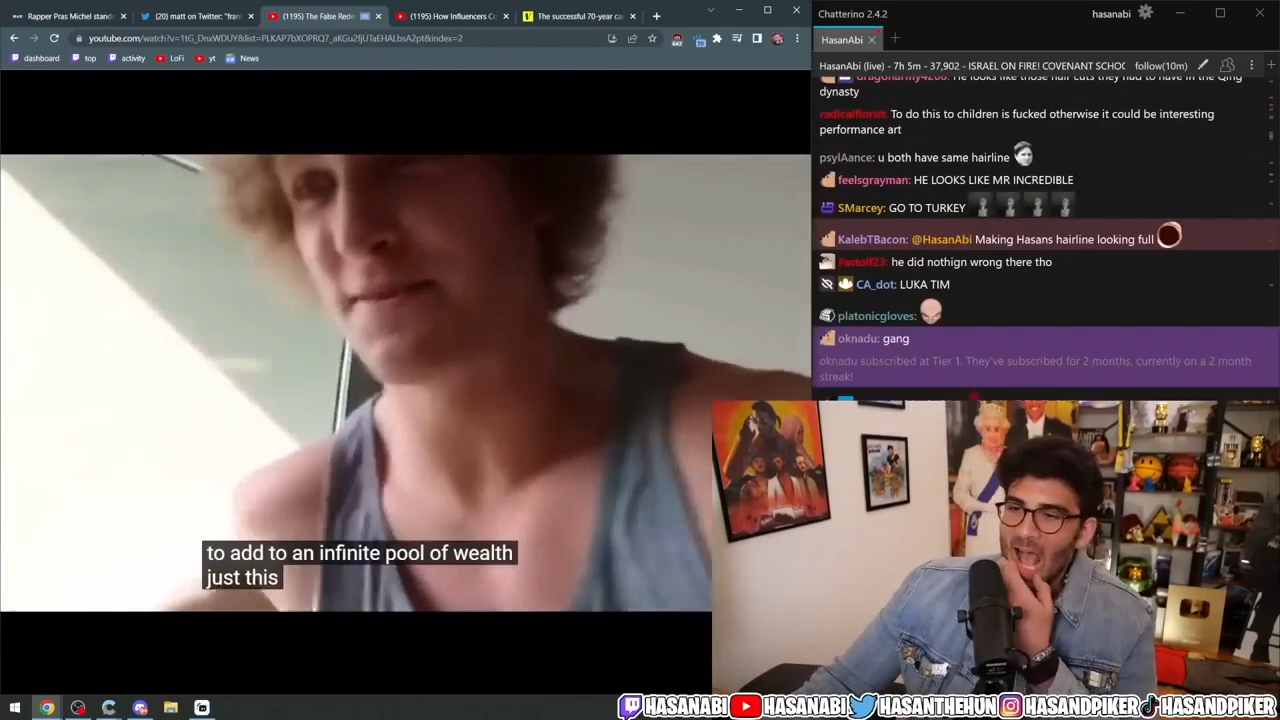 Rapper Pras Michel stand
(20) matt on Twitter: "fran
(1195) The False Rede
(1195) How Influencers Co
The successful 70-year ca
youtube.com/watch?v=1tG_DnxWDUY&list=PLKAP7bXOPRQ7_aKGu2fjUTaEHALbsA2pt&index=2
dashboard
top
activity
LoFi
yt
News
to add to an infinite pool of wealth
just this
Chatterino 2.4.2
hasanabi
HasanAbi
HasanAbi (live) - 7h 5m - 37,902 - ISRAEL ON FIRE! COVENANT SCHOC
follow(10m)
dragonarmy4200: He looks like those hair cuts they had to have in the Qing
dynasty
radicalflorist: To do this to children is fucked otherwise it could be interesting
performance art
psylAance: u both have same hairline
feelsgrayman: HE LOOKS LIKE MR INCREDIBLE
SMarcey: GO TO TURKEY
KalebTBacon: @HasanAbi Making Hasans hairline looking full
he did nothign wrong there tho
CA_dot: LUKA TIM
platonicgloves:
oknadu: gang
oknadu subscribed at Tier 1. They've subscribed for 2 months, currently on a 2 month
streak!
HASANABI
HASANABI
HASANTHEHUN
HASANDPIKER
HASANDPIKER